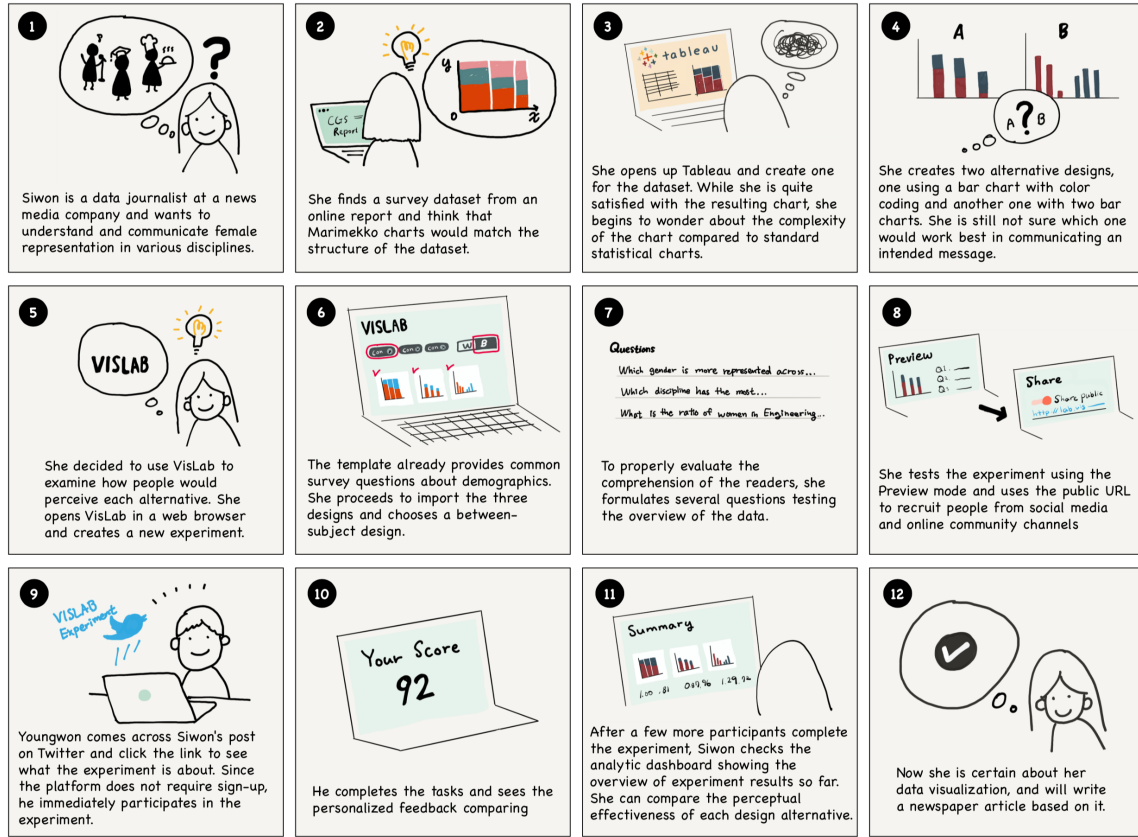 1
?
Siwon is a data journalist at a news
media company and wants to
understand and communicate female
representation in various disciplines.
2
y
0
x
CGS
Report
She finds a survey dataset from an
online report and think that
Marimekko charts would match the
structure of the dataset.
3
tableau
She opens up Tableau and create one
for the dataset. While she is quite
satisfied with the resulting chart, she
begins to wonder about the complexity
of the chart compared to standard
statistical charts.
4
A
B
A ? B
She creates two alternative designs,
one using a bar chart with color
coding and another one with two bar
charts. She is still not sure which one
would work best in communicating an
intended message.
5
VISLAB
She decided to use VisLab to
examine how people would
perceive each alternative. She
opens VisLab in a web browser
and creates a new experiment.
6
VISLAB
W B
The template already provides common
survey questions about demographics.
She proceeds to import the three
designs and chooses a between-
subject design.
7
Questions
Which gender is more represented across...
Which discipline has the most...
What is the ratio of women in Engineering...
To properly evaluate the
comprehension of the readers, she
formulates several questions testing
the overview of the data.
8
Preview
Q1.
Share
Share public
She tests the experiment using the
Preview mode and uses the public URL
to recruit people from social media
and online community channels
9
VISLAB
Experiment
Youngwon comes across Siwon's post
on Twitter and click the link to see
what the experiment is about. Since
the platform does not require sign-up,
he immediately participates in the
experiment.
10
Your Score
92
He completes the tasks and sees the
personalized feedback comparing
11
Summary
After a few more participants complete
the experiment, Siwon checks the
analytic dashboard showing the
overview of experiment results so far.
She can compare the perceptual
effectiveness of each design alternative.
12
Now she is certain about her
data visualization, and will write
a newspaper article based on it.